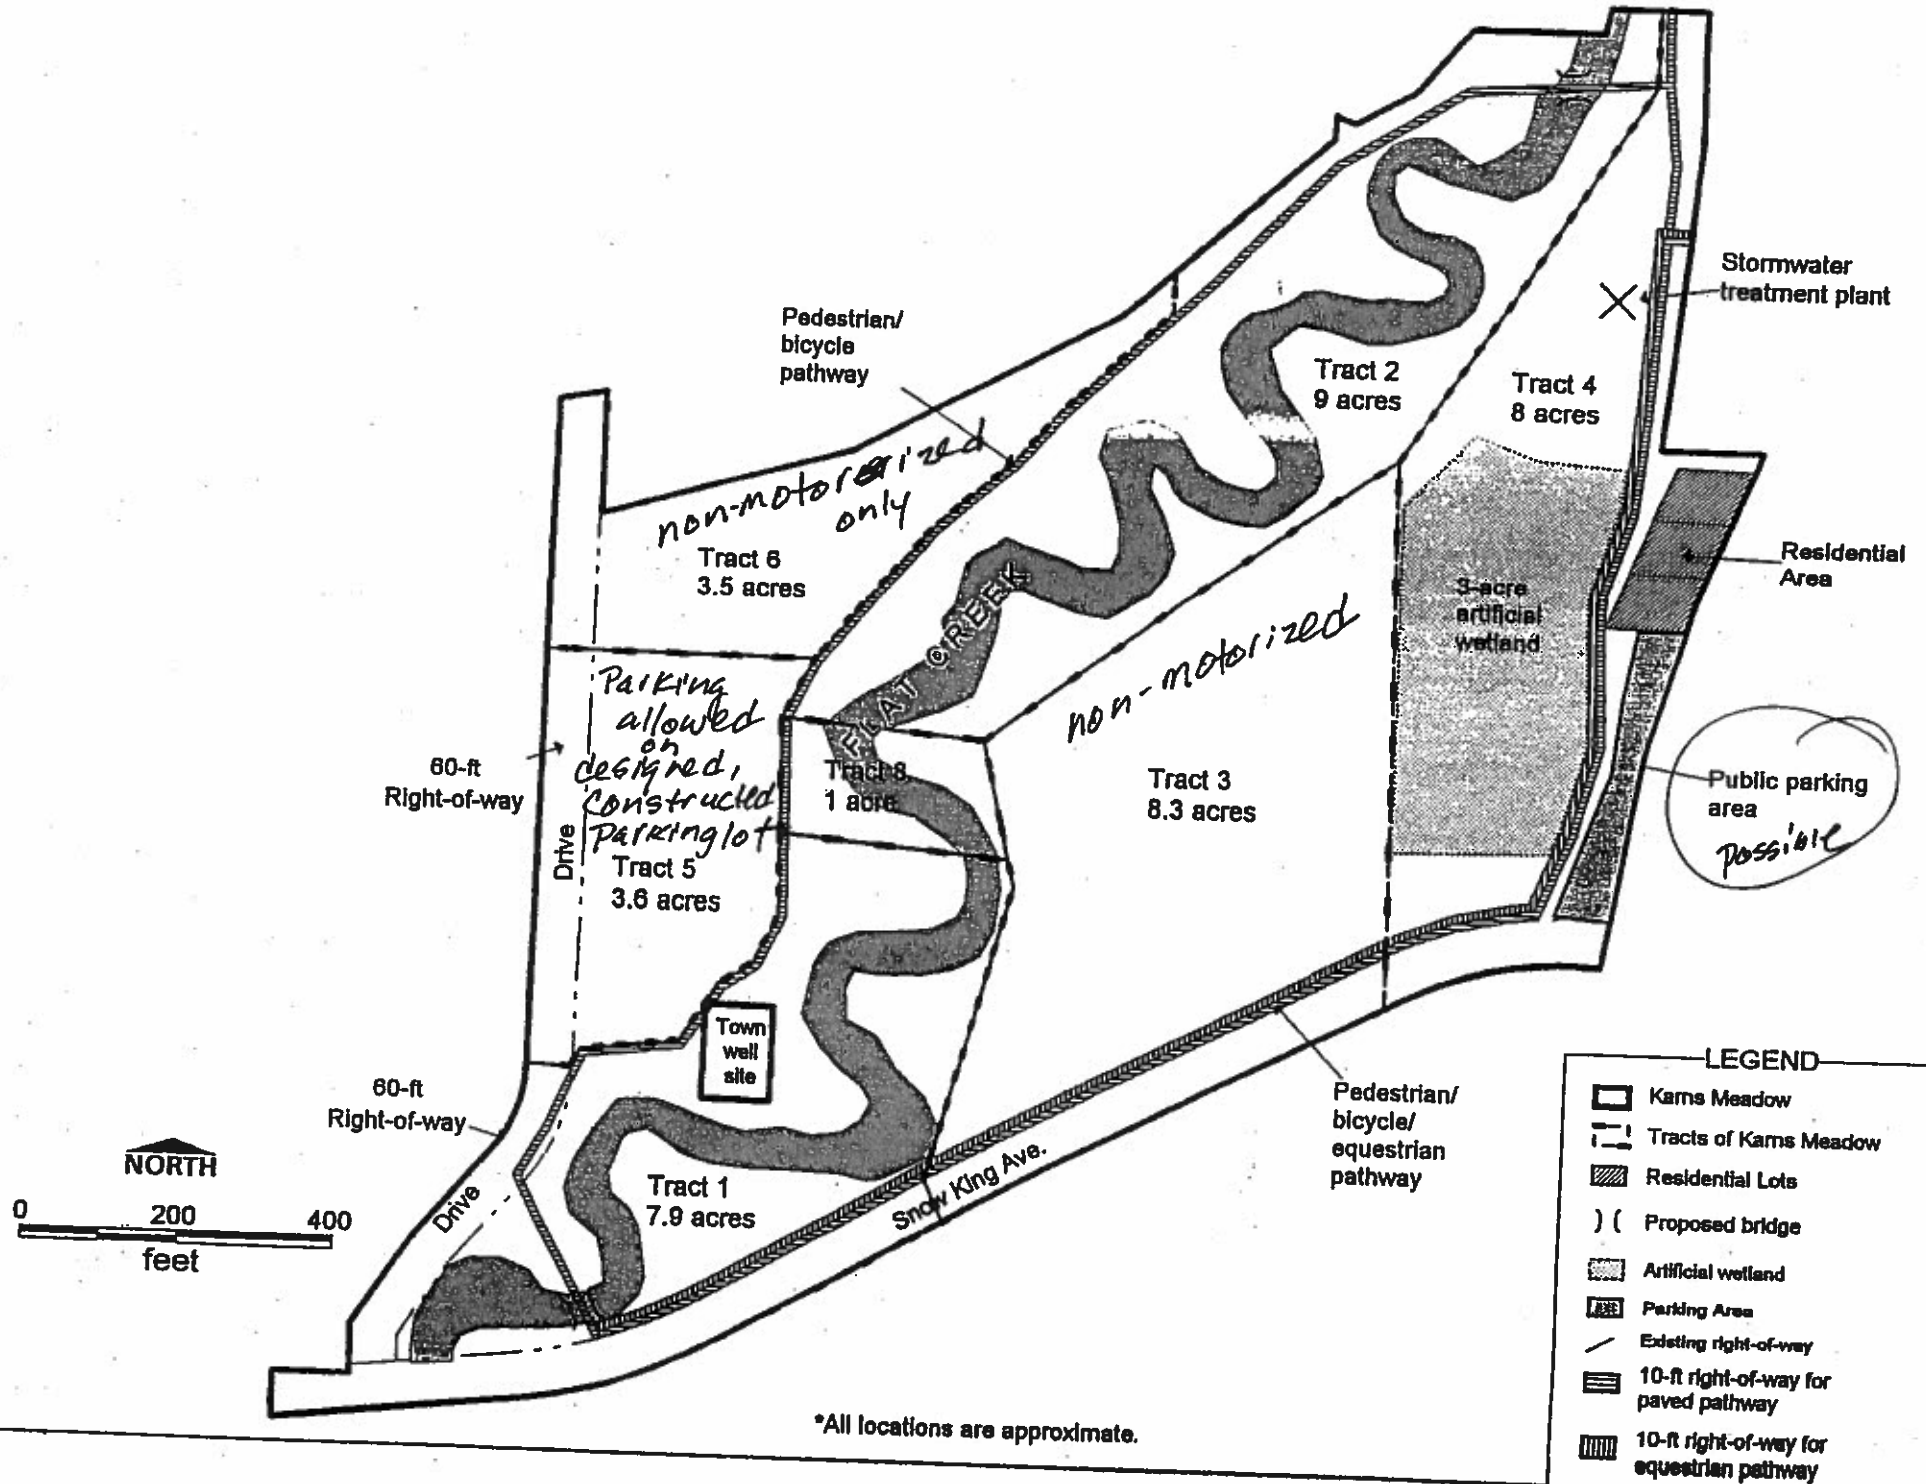 Stormwater
treatment plant
Pedestrian/
bicycle
pathway
Tract 2
9 acres
Tract 4
8 acres
non-motorized
only
Tract 6
3.5 acres
Residential
Area
3-acre
artificial
wetland
FLAT CREEK
non-motorized
Parking
allowed
on
designed,
constructed
Parking lot
60-ft
Right-of-way
Drive
Tract 5
3.6 acres
Tract 8
1 acre
Tract 3
8.3 acres
Public parking
area
possible
Town
well
site
60-ft
Right-of-way
Drive
NORTH
0 200 400
feet
Tract 1
7.9 acres
Snow King Ave.
Pedestrian/
bicycle/
equestrian
pathway
LEGEND
Karns Meadow
Tracts of Karns Meadow
Residential Lots
Proposed bridge
Artificial wetland
Parking Area
Existing right-of-way
10-ft right-of-way for
paved pathway
10-ft right-of-way for
equestrian pathway
*All locations are approximate.